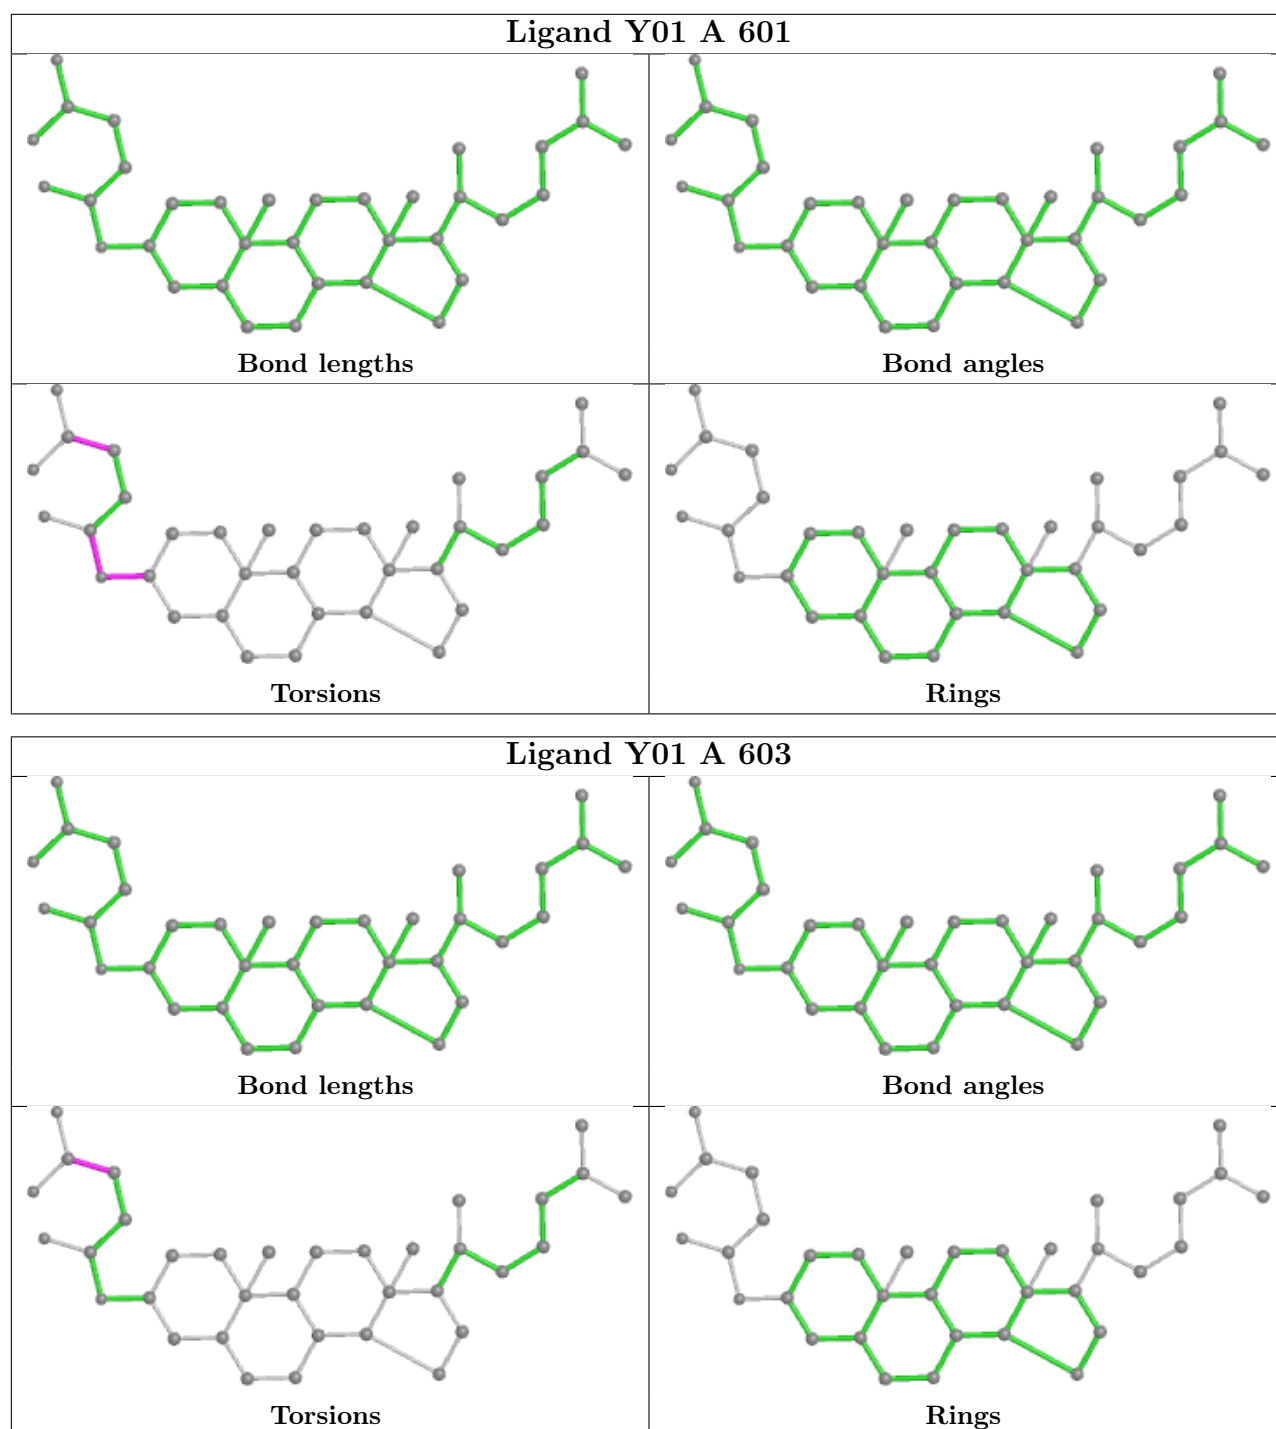 Ligand Y01 A 601
Bond lengths
Bond angles
Torsions
Rings
Ligand Y01 A 603
Bond lengths
Bond angles
Torsions
Rings